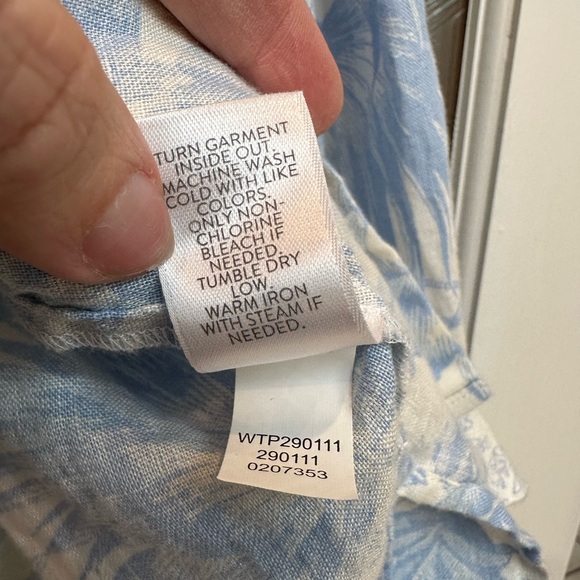 TURN GARMENT
INSIDE OUT.
MACHINE WASH
COLD WITH LIKE
COLORS.
ONLY NON-
CHLORINE
BLEACH IF
NEEDED.
TUMBLE DRY
LOW.
WARM IRON
WITH STEAM IF
NEEDED.
WTP290111
290111
0207353